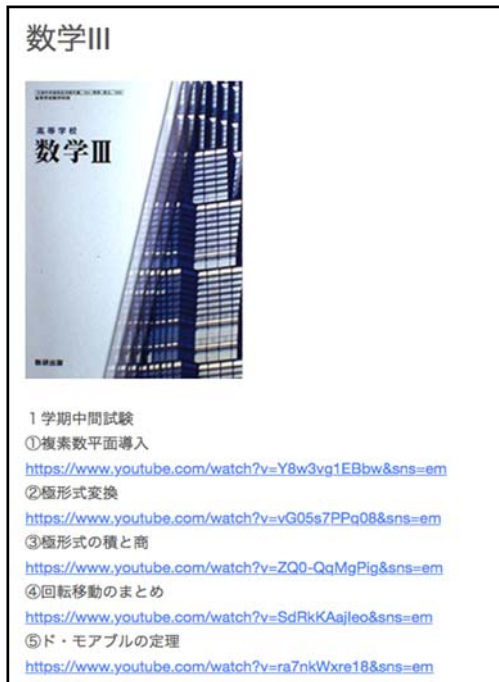 数学III
高等学校
数学Ⅲ
数研出版
1学期中間試験
①複素数平面導入
https://www.youtube.com/watch?v=Y8w3vg1EBbw&sns=em
②極形式変換
https://www.youtube.com/watch?v=vG05s7PPq08&sns=em
③極形式の積と商
https://www.youtube.com/watch?v=ZQ0-QqMgPig&sns=em
④回転移動のまとめ
https://www.youtube.com/watch?v=SdRkKAajIeo&sns=em
⑤ド・モアブルの定理
https://www.youtube.com/watch?v=ra7nkWxre18&sns=em